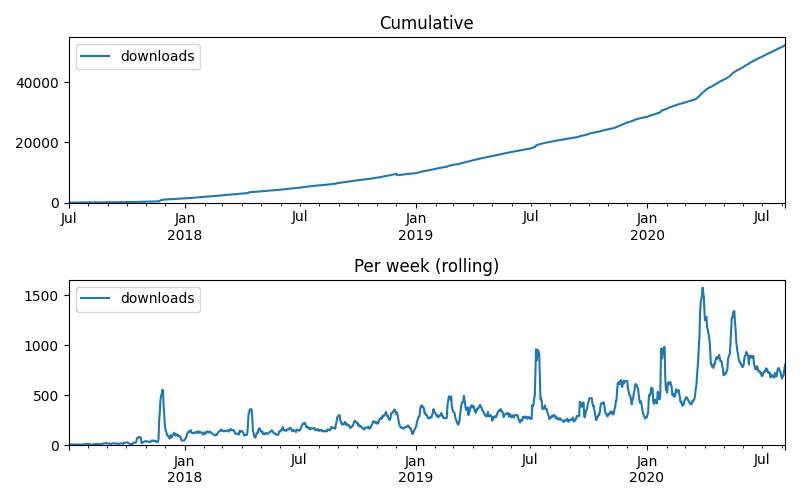 Cumulative
downloads
40000
20000
0
Jul Jan Jul Jan Jul Jan Jul
2018 2019 2020
Per week (rolling)
downloads
1500
1000
500
0
Jan Jul Jan Jul Jan Jul
2018 2019 2020